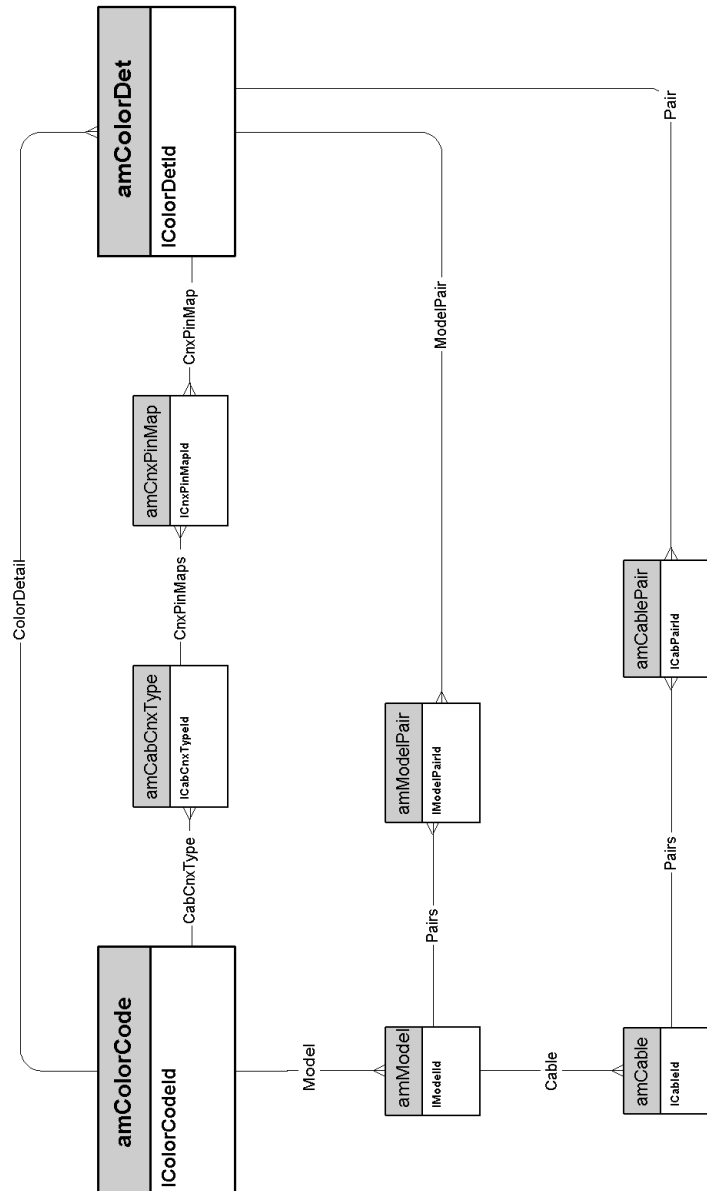 amColorCode
lColorCodeId
ColorDetail
CabCnxType
amCabCnxType
lCabCnxTypeId
CnxPinMaps
amCnxPinMap
lCnxPinMapId
CnxPinMap
amColorDet
lColorDetId
Model
amModel
lModelId
Pairs
amModelPair
lModelPairId
ModelPair
Cable
amCable
lCableId
Pairs
amCablePair
lCabPairId
Pair